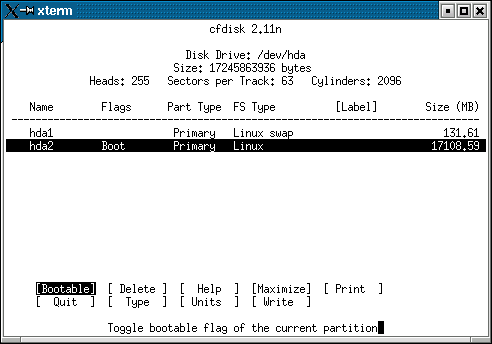 xterm
cfdisk 2.11n
Disk Drive: /dev/hda
Size: 17245863936 bytes
Heads: 255   Sectors per Track: 63   Cylinders: 2096
Name        Flags      Part Type  FS Type          [Label]        Size (MB)
hda1                    Primary   Linux swap                         131.61
hda2        Boot        Primary   Linux                            17108.59
[Bootable]  [ Delete ]  [  Help  ]  [Maximize]  [ Print  ]
[  Quit  ]  [  Type  ]  [ Units  ]  [ Write  ]
Toggle bootable flag of the current partition